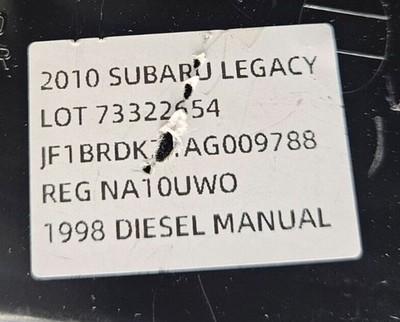 2010 SUBARU LEGACY
LOT 73322654
REG NA10UWO
1998 DIESEL MANUAL